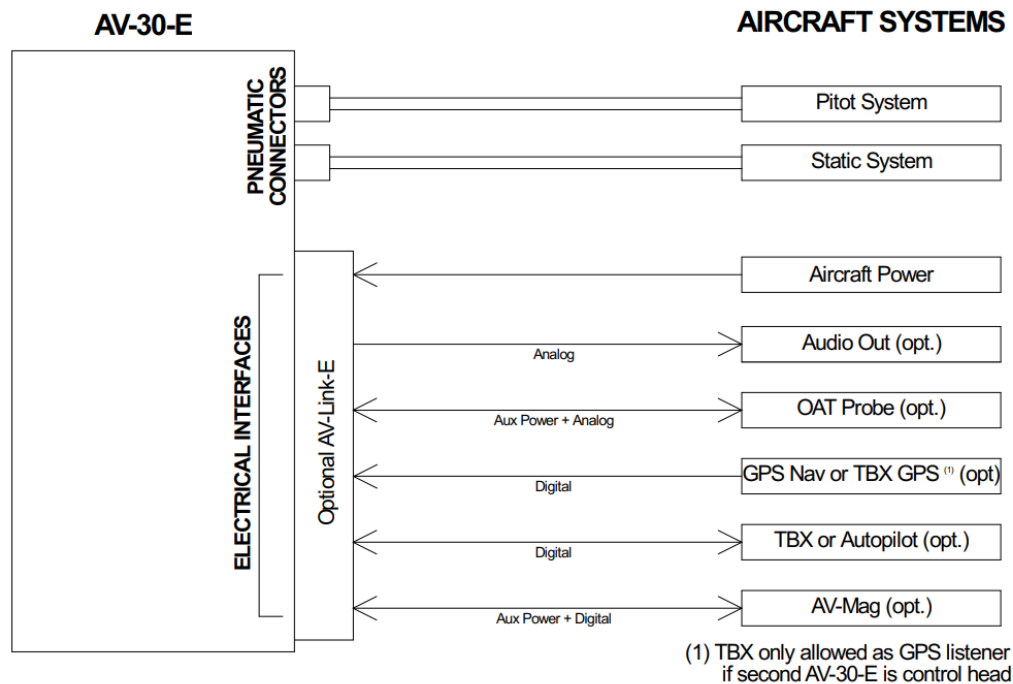 AV-30-E
AIRCRAFT SYSTEMS
PNEUMATIC
CONNECTORS
Pitot System
Static System
ELECTRICAL INTERFACES
Optional AV-Link-E
Aircraft Power
Analog
Audio Out (opt.)
Aux Power + Analog
OAT Probe (opt.)
Digital
GPS Nav or TBX GPS (1) (opt)
Digital
TBX or Autopilot (opt.)
Aux Power + Digital
AV-Mag (opt.)
(1) TBX only allowed as GPS listener
if second AV-30-E is control head